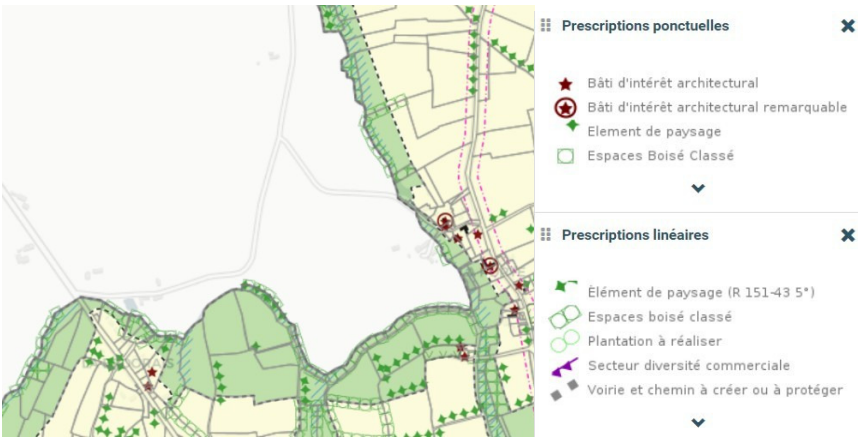 Prescriptions ponctuelles
Bâti d'intérêt architectural
Bâti d'intérêt architectural remarquable
Element de paysage
Espaces Boisé Classé
Prescriptions linéaires
Élément de paysage (R 151-43 5°)
Espaces boisé classé
Plantation à réaliser
Secteur diversité commerciale
Voirie et chemin à créer ou à protéger